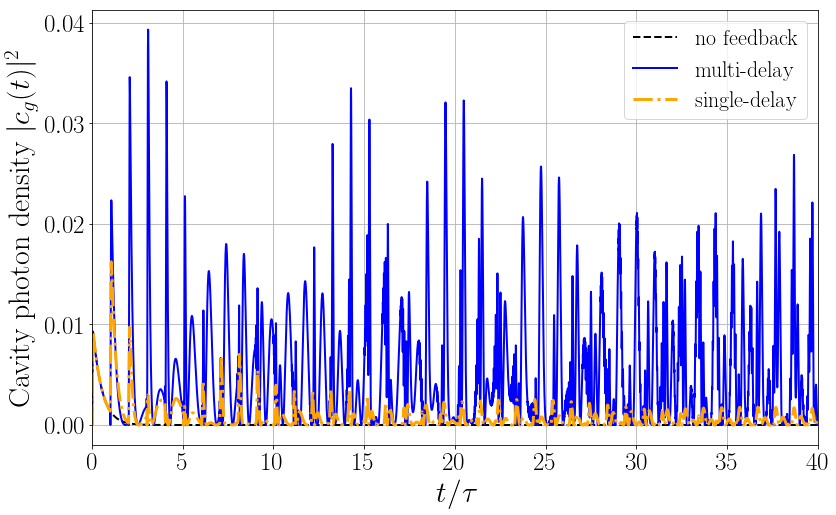 Cavity photon density |c_g(t)|^2
0.04
0.03
0.02
0.01
0.00
no feedback
multi-delay
single-delay
0 5 10 15 20 25 30 35 40
t/τ